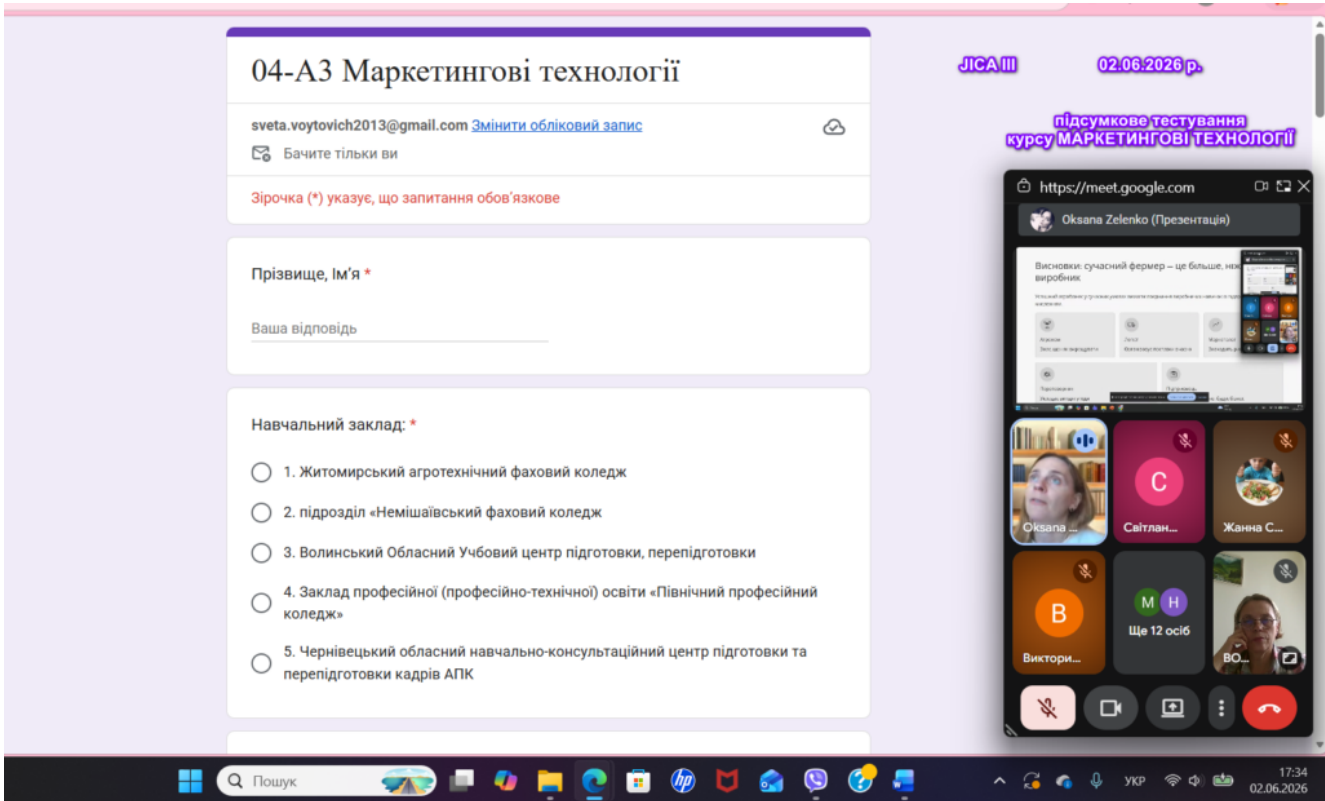 04-А3 Маркетингові технології
sveta.voytovich2013@gmail.com Змінити обліковий запис
Бачите тільки ви
Зірочка (*) указує, що запитання обов'язкове
Прізвище, Ім'я *
Ваша відповідь
Навчальний заклад: *
1. Житомирський агротехнічний фаховий коледж
2. підрозділ «Немішаївський фаховий коледж
3. Волинський Обласний Учбовий центр підготовки, перепідготовки
4. Заклад професійної (професійно-технічної) освіти «Північний професійний
коледж»
5. Чернівецький обласний навчально-консультаційний центр підготовки та
перепідготовки кадрів АПК
JICA III 02.06.2026 р.
підсумкове тестування
курсу МАРКЕТИНГОВІ ТЕХНОЛОГІЇ
https://meet.google.com
Oksana Zelenko (Презентація)
Висновки: сучасний фермер – це більше, ніж
виробник
Oksana ...
С
Світлан...
Жанна С...
В
Виктори...
М Н
Ще 12 осіб
ВО...
Пошук
hp
УКР
17:34
02.06.2026